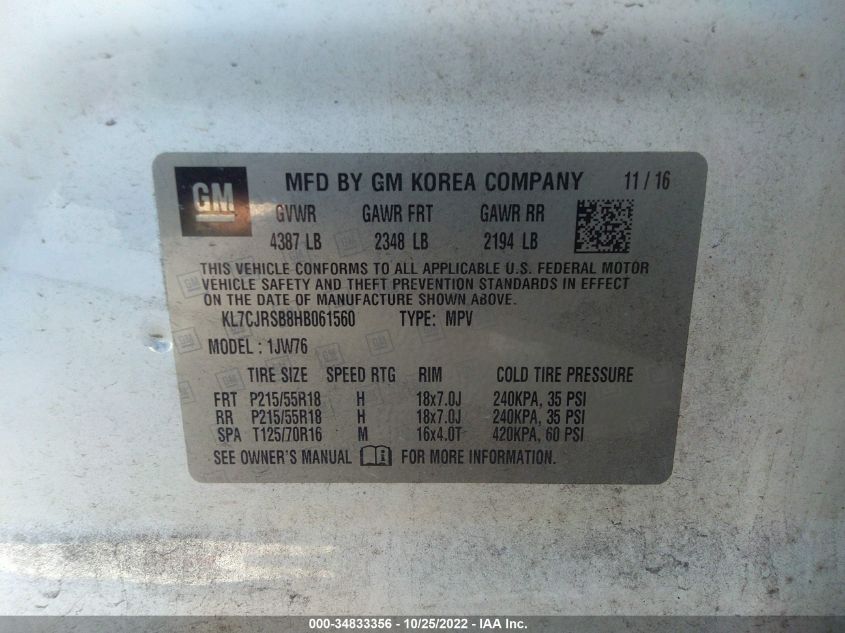 GM MFD BY GM KOREA COMPANY 11 / 16
GVWR GAWR FRT GAWR RR
4387 LB 2348 LB 2194 LB
THIS VEHICLE CONFORMS TO ALL APPLICABLE U.S. FEDERAL MOTOR
VEHICLE SAFETY AND THEFT PREVENTION STANDARDS IN EFFECT
ON THE DATE OF MANUFACTURE SHOWN ABOVE.
KL7CJRSB8HB061560 TYPE: MPV
MODEL : 1JW76
TIRE SIZE SPEED RTG RIM COLD TIRE PRESSURE
FRT P215/55R18 H 18x7.0J 240KPA, 35 PSI
RR P215/55R18 H 18x7.0J 240KPA, 35 PSI
SPA T125/70R16 M 16x4.0T 420KPA, 60 PSI
SEE OWNER'S MANUAL FOR MORE INFORMATION.
000-34833356 - 10/25/2022 - IAA Inc.